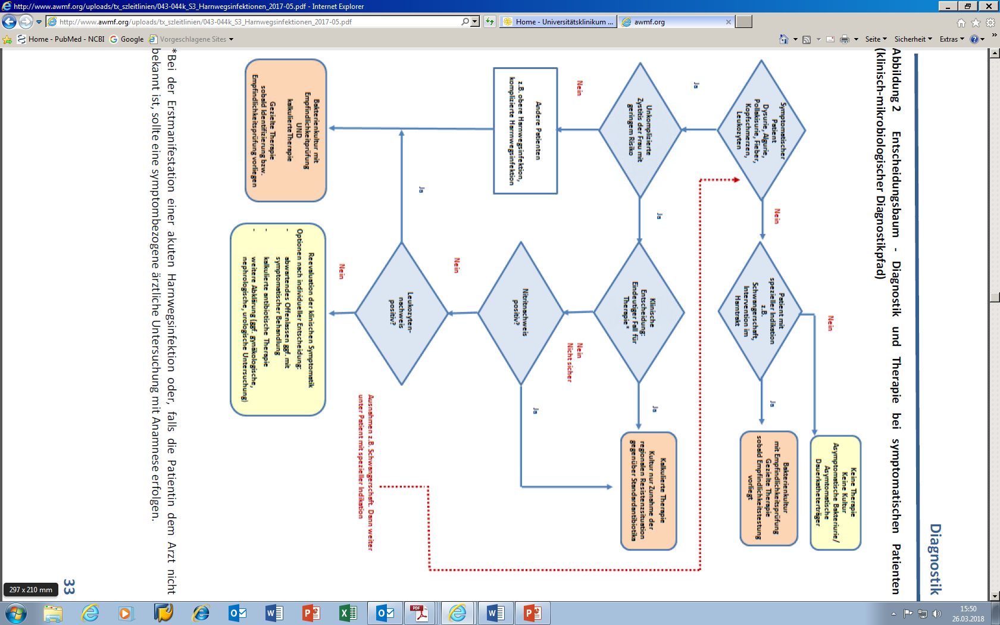 http://www.awmf.org/uploads/tx_szleitlinien/043-044k_S3_Harnwegsinfektionen_2017-05.pdf - Internet Explorer
http://www.awmf.org/uploads/tx_szleitlinien/043-044k_S3_Harnwegsinfektionen_2017-05.pdf
Home - Universitätsklinikum ...
awmf.org
Home - PubMed - NCBI
Google
Vorgeschlagene Sites
Seite
Sicherheit
Extras
Diagnostik
Abbildung 2 Entscheidungsbaum - Diagnostik und Therapie bei symptomatischen Patienten
(klinisch-mikrobiologischer Diagnostikpfad)
Symptomatischer
Patient
Dysurie, Algurie,
Pollakisurie, Fieber,
Kopfschmerzen,
Leukozyten
Nein
Patient mit
spezieller Indikation
z.B.
Schwangerschaft,
Intervention im
Harntrakt
Nein
Keine Therapie
Keine Kultur
Asymptomatische Bakteriurie/
Asymtomatische
Dauerkatheterträger
Ja
Bakterienkultur
mit Empfindlichkeitsprüfung
Gezielte Therapie
sobald Empfindlichkeitstestung
vorliegt
Ja
Unkomplizierte
Zystitis der Frau mit
geringem Risiko
Ja
Klinische
Entscheidung:
Eindeutiger Fall für
Therapie*
Ja
Kalkulierte Therapie
Kultur nur Zunahme der
regionalen Resistenzsituation
gegenüber Standardantibiotika
Nein
Andere Patienten
z.B. obere Harnwegsinfektion,
komplizierte Harnwegsinfektion
Nein
Nicht sicher
Nitritnachweis
positiv?
Ja
Nein
Leukozyten-
nachweis
positiv?
Ja
Nein
Bakterienkultur mit
Empfindlichkeitprüfung
UND
kalkulierte Therapie
Gezielte Therapie
sobald Identifizierung bzw.
Empfindlichkeitsprüfung vorliegen
Reevaluation der klinischen Symptomatik
Optionen nach individueller Entscheidung:
- abwartendes Offenlassen ggf. mit
symptomatischer Behandlung
- kalkulierte antibiotische Therapie
- weitere Abklärung (ggf. gynäkologische,
nephrologische, urologische Untersuchung)
Ausnahmen z.B. Schwangerschaft. Dann weiter
unter Patient mit spezieller Indikation
*Bei der Erstmanifestation einer akuten Harnwegsinfektion oder, falls die Patientin dem Arzt nicht
bekannt ist, sollte eine symptombezogene ärztliche Untersuchung mit Anamnese erfolgen.
33
297 x 210 mm
15:50
26.03.2018